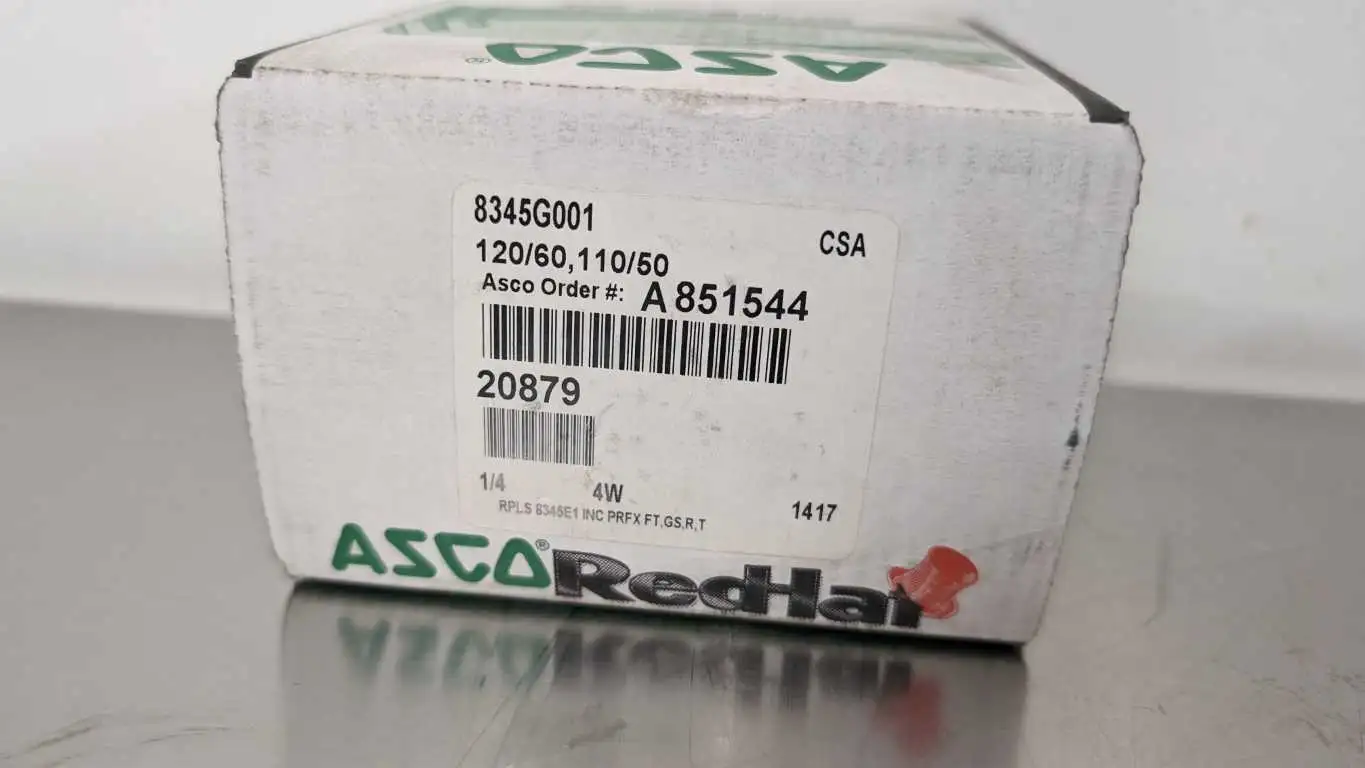 ASCO®
8345G001
CSA
120/60,110/50
Asco Order #: A851544
20879
1/4 4W 1417
RPLS 8345E1 INC PRFX FT,GS,R,T
ASCO® RedHat